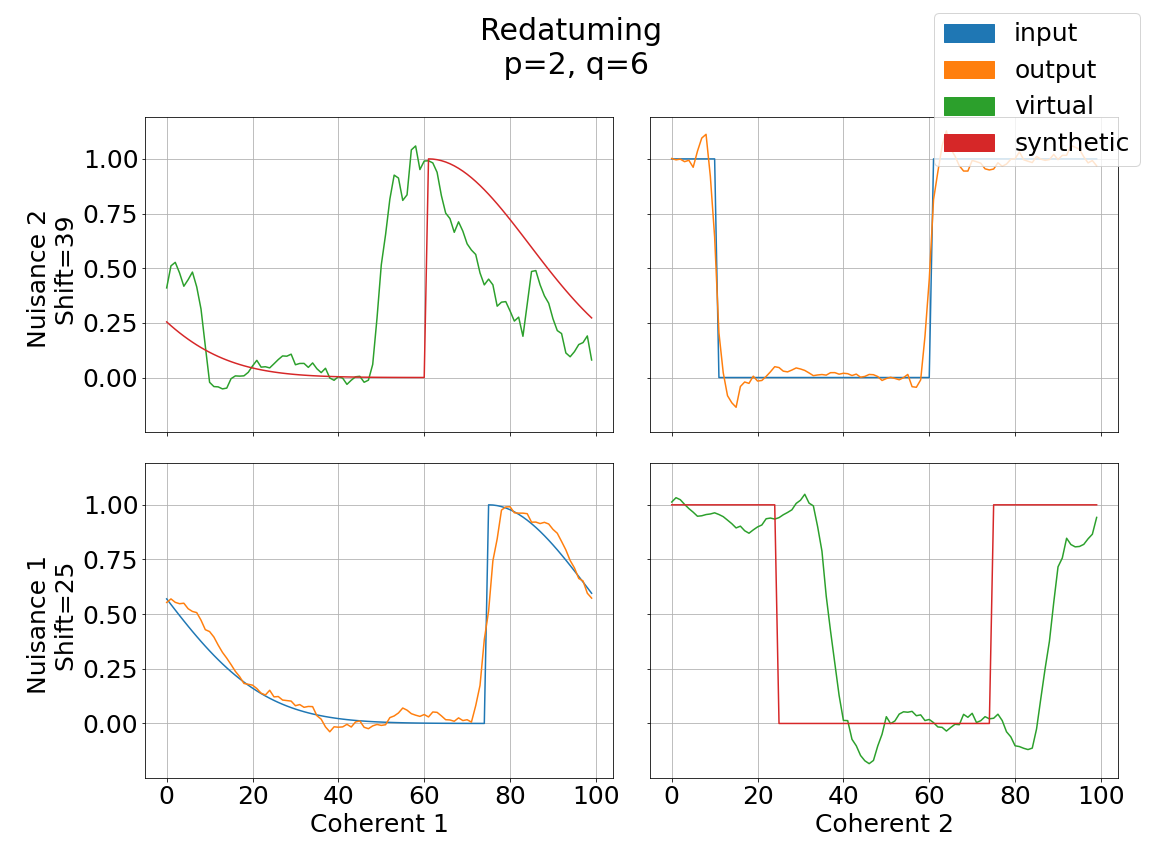 Redatuming
p=2, q=6
input
output
virtual
synthetic
Nuisance 2
Shift=39
1.00
0.75
0.50
0.25
0.00
Nuisance 1
Shift=25
1.00
0.75
0.50
0.25
0.00
0 20 40 60 80 100
0 20 40 60 80 100
Coherent 1
Coherent 2